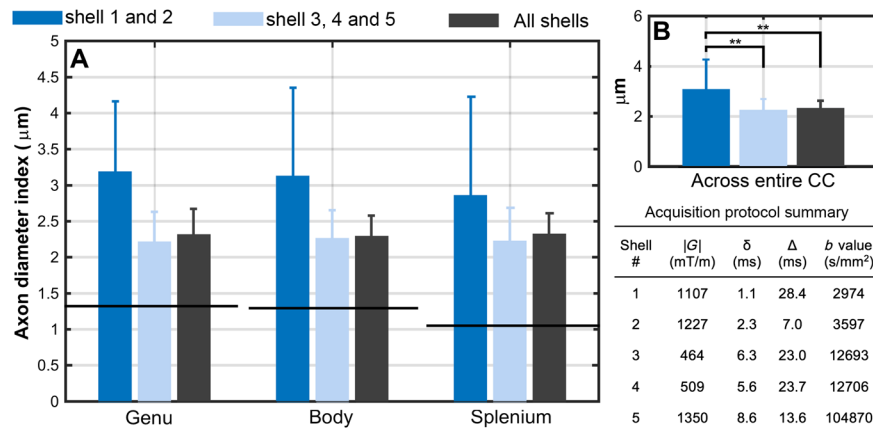 shell 1 and 2 shell 3, 4 and 5 All shells
A
Axon diameter index ( μm)
5
4.5
4
3.5
3
2.5
2
1.5
1
0.5
0
Genu Body Splenium
B
** **
μm
6
4
2
0
Across entire CC
Acquisition protocol summary
Shell # |G| (mT/m) δ (ms) Δ (ms) b value (s/mm²)
1 1107 1.1 28.4 2974
2 1227 2.3 7.0 3597
3 464 6.3 23.0 12693
4 509 5.6 23.7 12706
5 1350 8.6 13.6 104870